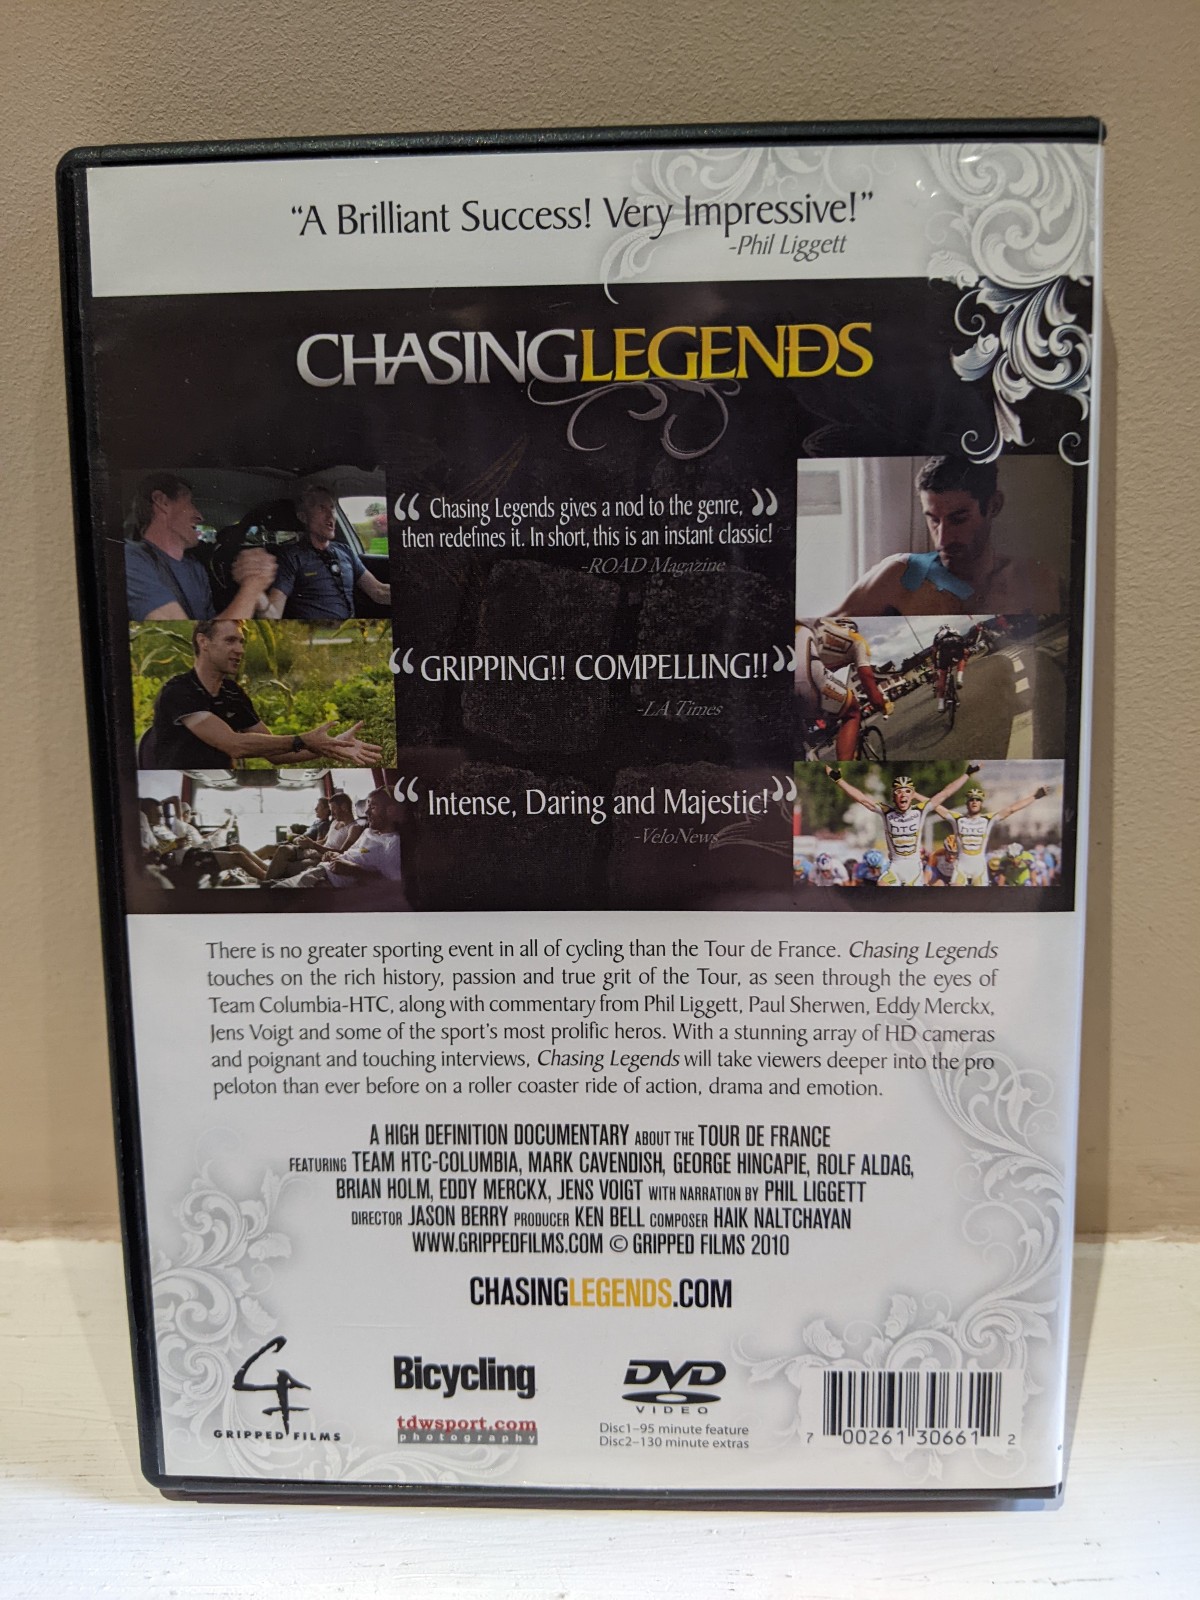 “A Brilliant Success! Very Impressive!”
-Phil Liggett
CHASINGLEGENDS
“ Chasing Legends gives a nod to the genre, ”
then redefines it. In short, this is an instant classic!
-ROAD Magazine
“ GRIPPING!! COMPELLING!! ”
-LA Times
“ Intense, Daring and Majestic! ”
-VeloNews
There is no greater sporting event in all of cycling than the Tour de France. Chasing Legends
touches on the rich history, passion and true grit of the Tour, as seen through the eyes of
Team Columbia-HTC, along with commentary from Phil Liggett, Paul Sherwen, Eddy Merckx,
Jens Voigt and some of the sport's most prolific heros. With a stunning array of HD cameras
and poignant and touching interviews, Chasing Legends will take viewers deeper into the pro
peloton than ever before on a roller coaster ride of action, drama and emotion.
A HIGH DEFINITION DOCUMENTARY ABOUT THE TOUR DE FRANCE
FEATURING TEAM HTC-COLUMBIA, MARK CAVENDISH, GEORGE HINCAPIE, ROLF ALDAG,
BRIAN HOLM, EDDY MERCKX, JENS VOIGT WITH NARRATION BY PHIL LIGGETT
DIRECTOR JASON BERRY PRODUCER KEN BELL COMPOSER HAIK NALTCHAYAN
WWW.GRIPPEDFILMS.COM © GRIPPED FILMS 2010
CHASINGLEGENDS.COM
GRIPPED FILMS
Bicycling
tdwsport.com
photography
DVD
VIDEO
Disc1-95 minute feature
Disc2-130 minute extras
7 00261 30661 2